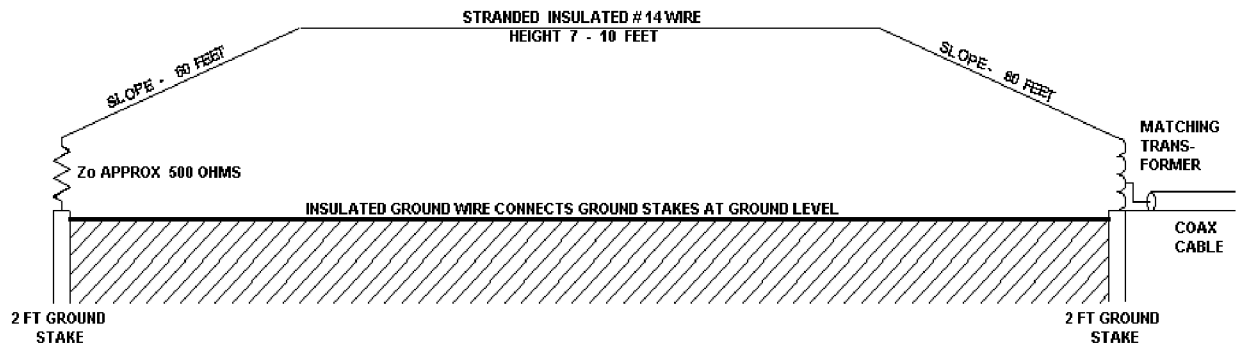 STRANDED INSULATED # 14 WIRE
HEIGHT 7 - 10 FEET
SLOPE - 60 FEET
SLOPE - 60 FEET
MATCHING
TRANS-
FORMER
Zo APPROX 500 OHMS
INSULATED GROUND WIRE CONNECTS GROUND STAKES AT GROUND LEVEL
COAX
CABLE
2 FT GROUND
STAKE
2 FT GROUND
STAKE